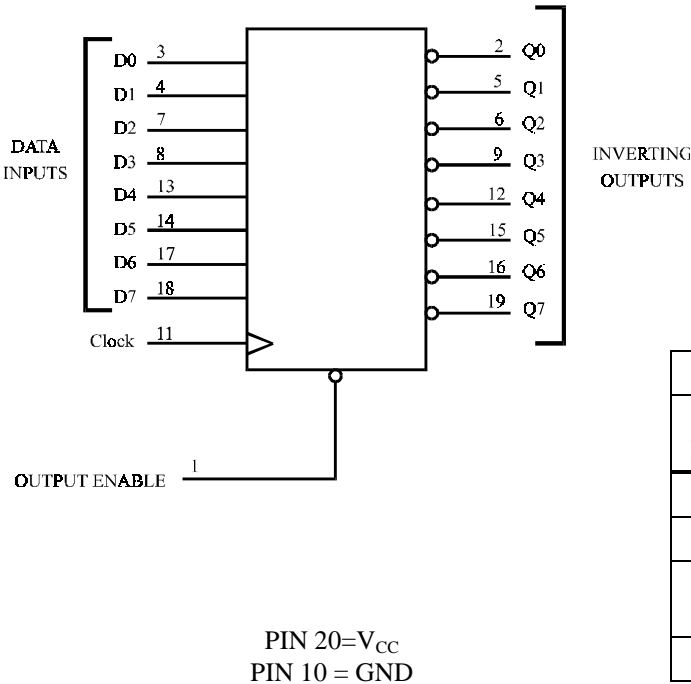 DATA
INPUTS
D0 3
D1 4
D2 7
D3 8
D4 13
D5 14
D6 17
D7 18
Clock 11
2 Q0
5 Q1
6 Q2
9 Q3
12 Q4
15 Q5
16 Q6
19 Q7
INVERTING
OUTPUTS
OUTPUT ENABLE 1
PIN 20=VCC
PIN 10 = GND